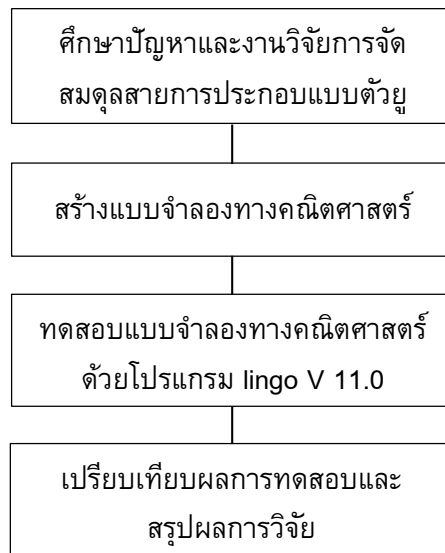 ศึกษาปัญหาและงานวิจัยการจัด
สมดุลสายการประกอบแบบตัวยู
สร้างแบบจำลองทางคณิตศาสตร์
ทดสอบแบบจำลองทางคณิตศาสตร์
ด้วยโปรแกรม lingo V 11.0
เปรียบเทียบผลการทดสอบและ
สรุปผลการวิจัย